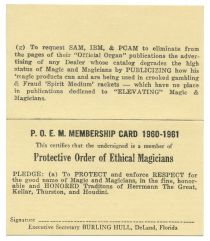 (g) To request SAM, IBM, & PCAM to eliminate from
the pages of their "Official Organ" publications the adver-
tising of any Dealer whose catalog degrades the high
status of Magic and Magicians by PUBLICIZING how his
'magic products can and are being used in crooked gambling
& Fraud 'Spirit Medium' rackets — which have no place
in publications dedicated to "ELEVATING" Magic &
Magicians.
P. O. E. M. MEMBERSHIP CARD 1960-1961
This certifies that the undersigned is a member of
Protective Order of Ethical Magicians
PLEDGE: (a) To PROTECT and enforce RESPECT for
the good name of Magic and Magicians, in the fine, honor-
able and HONORED Traditons of Herrmann The Great,
Kellar, Thurston, and Houdini.
Signature
Executive Secretary BURLING HULL, DeLand, Florida